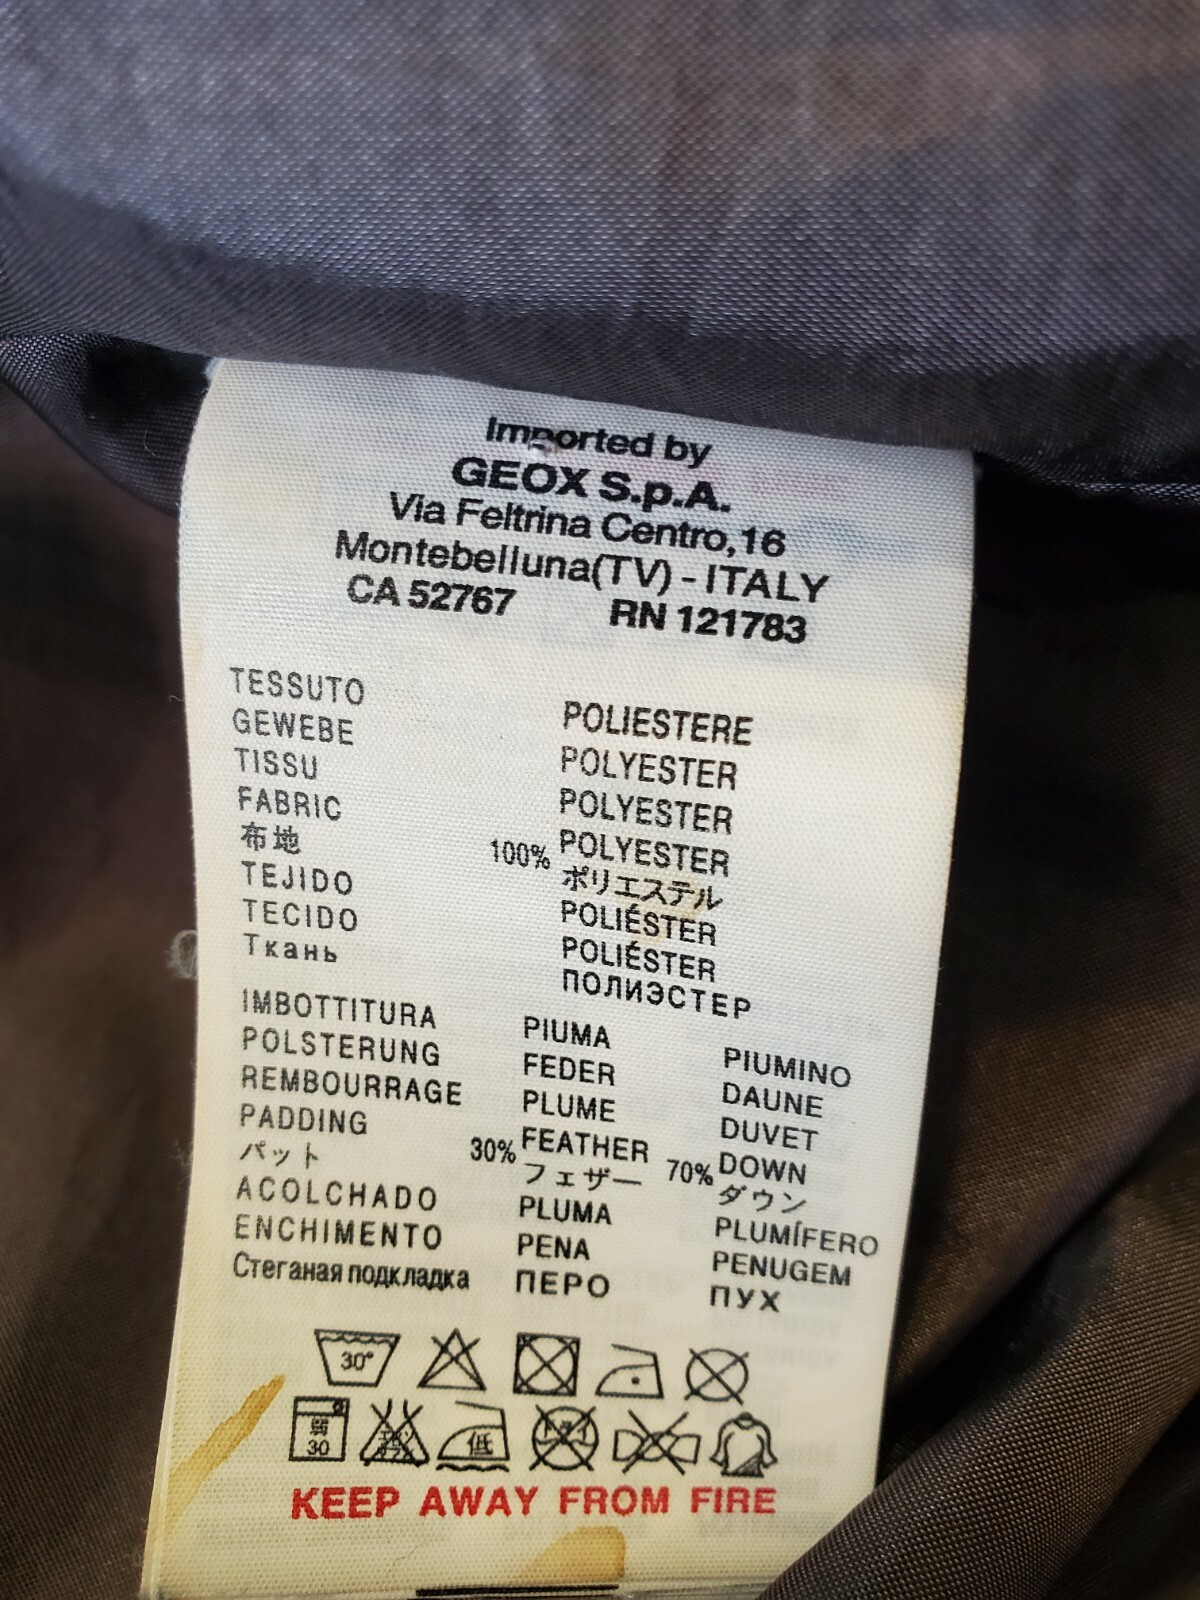 Imported by
GEOX S.p.A.
Via Feltrina Centro,16
Montebelluna(TV) - ITALY
CA 52767 RN 121783
TESSUTO
GEWEBE
TISSU
FABRIC
布地
TEJIDO
TECIDO
Ткань
100%
POLIESTERE
POLYESTER
POLYESTER
POLYESTER
ポリエステル
POLIÉSTER
POLIÉSTER
ПОЛИЭСТЕР
IMBOTTITURA
POLSTERUNG
REMBOURRAGE
PADDING
パット
ACOLCHADO
ENCHIMENTO
Стеганая подкладка
30%
PIUMA
FEDER
PLUME
FEATHER
フェザー
PLUMA
PENA
ПЕРО
70%
PIUMINO
DAUNE
DUVET
DOWN
ダウン
PLUMÍFERO
PENUGEM
ПУХ
30°
弱
30
低
ドライ
KEEP AWAY FROM FIRE